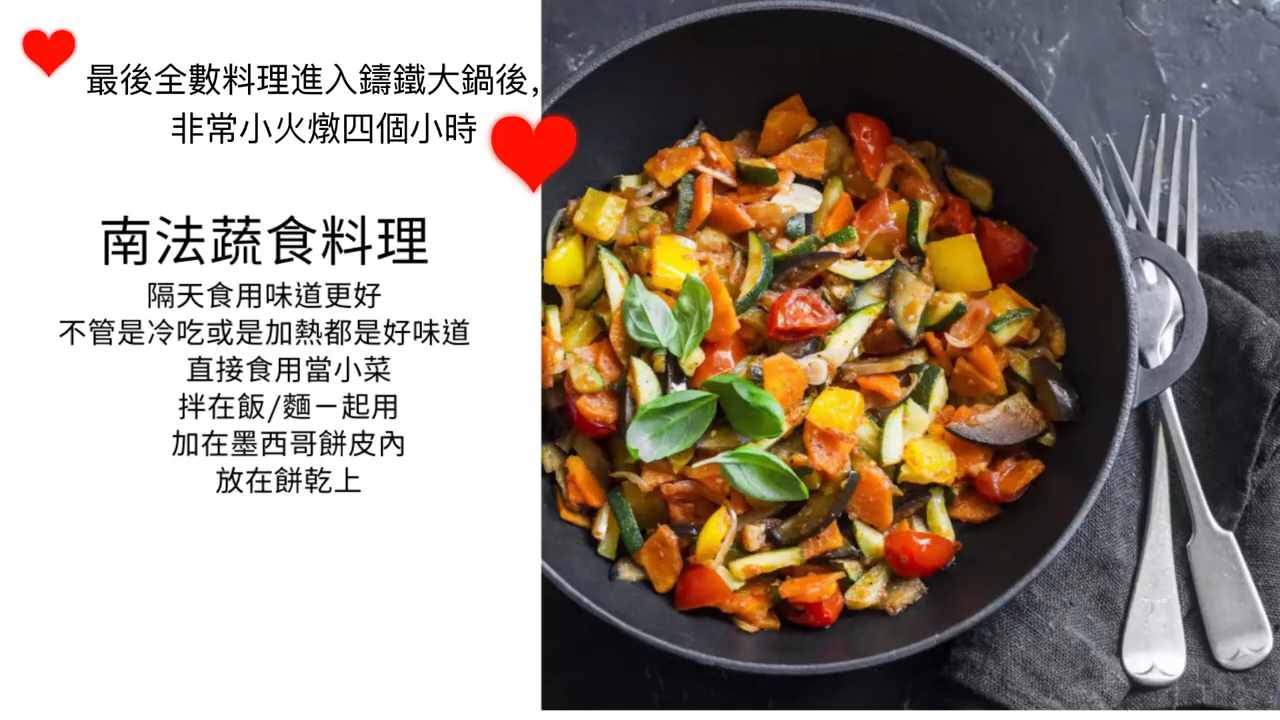 最後全數料理進入鑄鐵大鍋後，
非常小火燉四個小時
南法蔬食料理
隔天食用味道更好
不管是冷吃或是加熱都是好味道
直接食用當小菜
拌在飯/麵一起用
加在墨西哥餅皮內
放在餅乾上